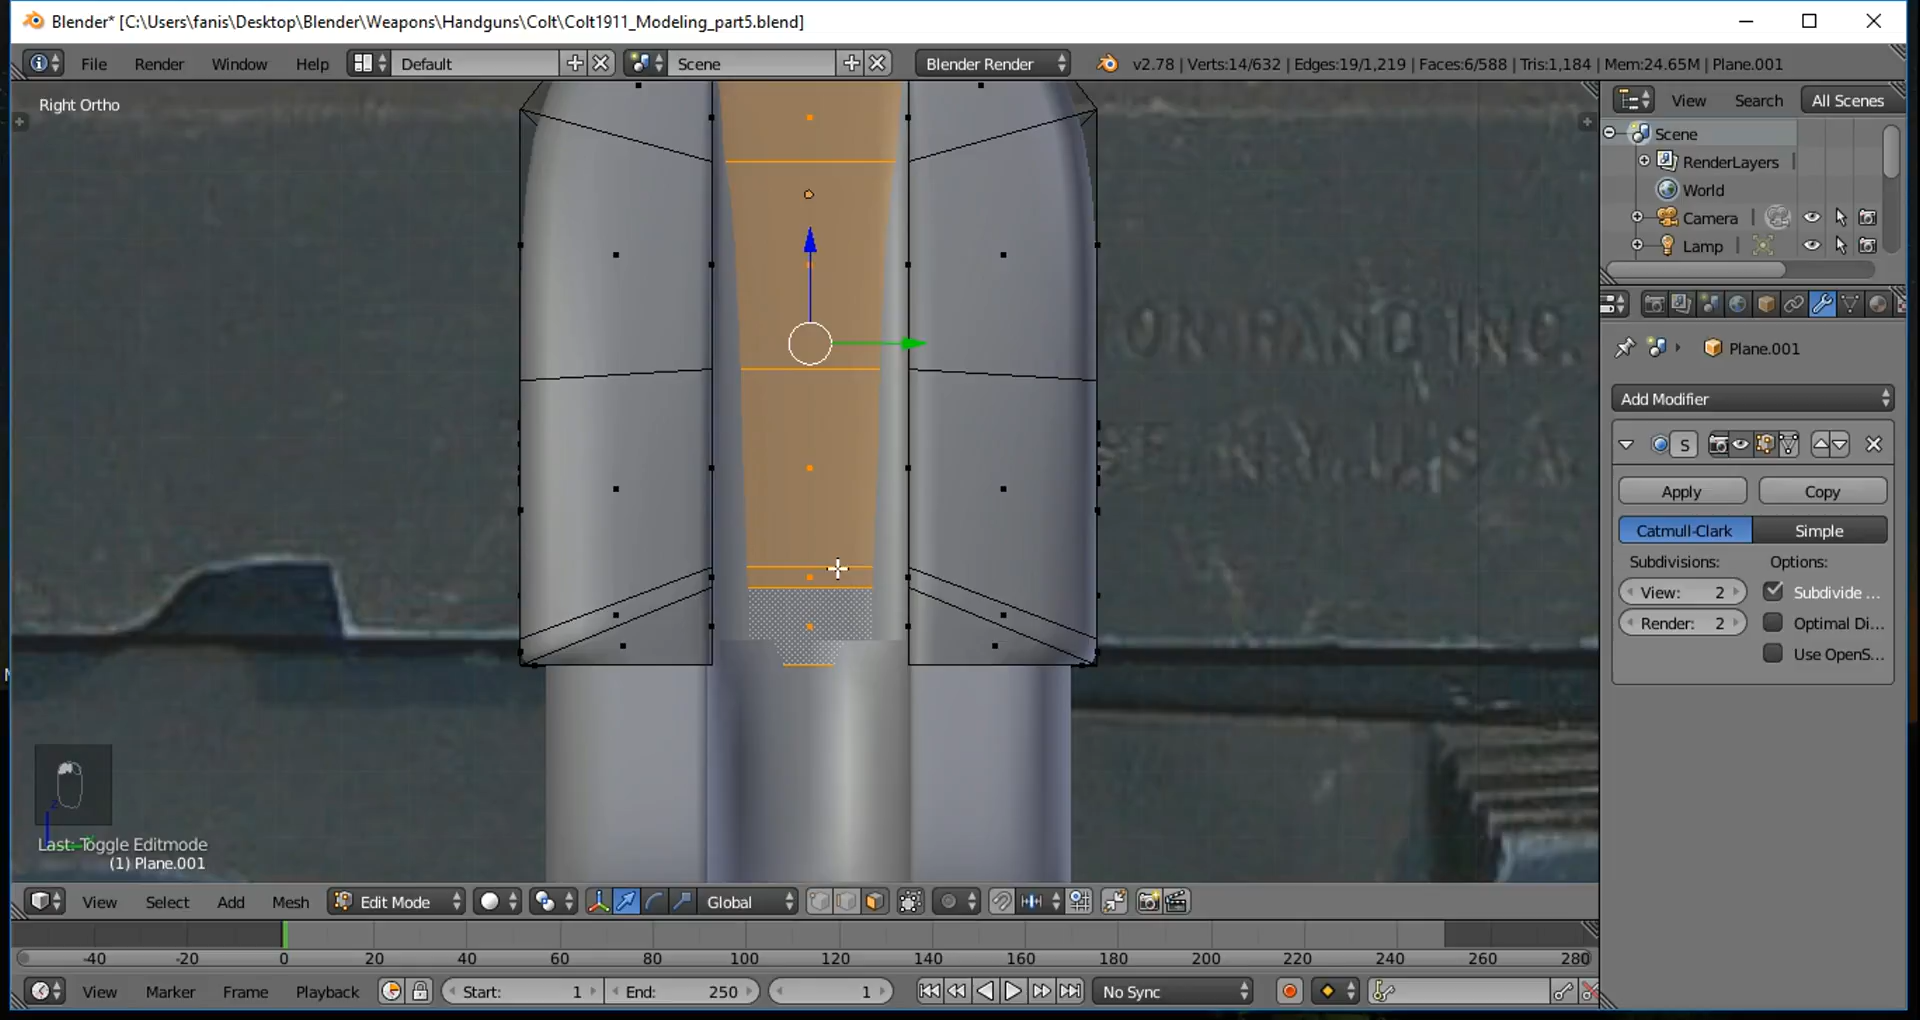 Blender* [C:\Users\fanis\Desktop\Blender\Weapons\Handguns\Colt\Colt1911_Modeling_part5.blend]
File Render Window Help Default Scene Blender Render v2.78 | Verts:14/632 | Edges:19/1,219 | Faces:6/588 | Tris:1,184 | Mem:24.65M | Plane.001
Right Ortho
View Search All Scenes
Scene
RenderLayers
World
Camera
Lamp
Plane.001
Add Modifier
S
Apply Copy
Catmull-Clark Simple
Subdivisions: Options:
View: 2 Subdivide ...
Render: 2 Optimal Di...
Use OpenS...
Last: Toggle Editmode
(1) Plane.001
View Select Add Mesh Edit Mode Global
-40 -20 0 20 40 60 80 100 120 140 160 180 200 220 240 260 280
View Marker Frame Playback Start: 1 End: 250 1 No Sync